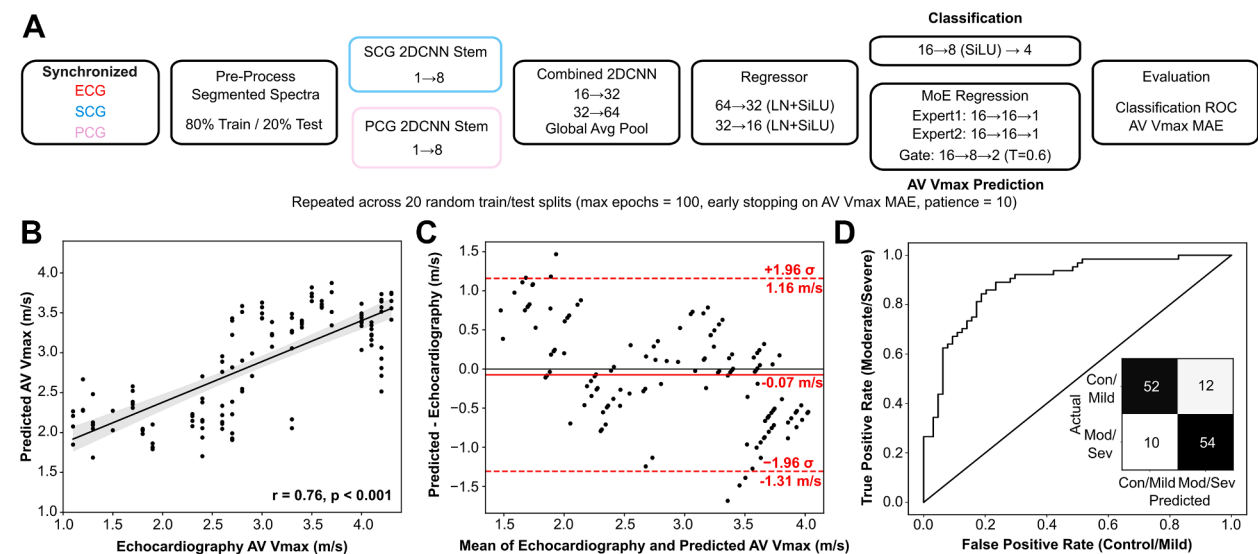 A
Synchronized
ECG
SCG
PCG
Pre-Process
Segmented Spectra
80% Train / 20% Test
SCG 2DCNN Stem
1→8
PCG 2DCNN Stem
1→8
Combined 2DCNN
16→32
32→64
Global Avg Pool
Regressor
64→32 (LN+SiLU)
32→16 (LN+SiLU)
Classification
16→8 (SiLU) → 4
MoE Regression
Expert1: 16→16→1
Expert2: 16→16→1
Gate: 16→8→2 (T=0.6)
AV Vmax Prediction
Evaluation
Classification ROC
AV Vmax MAE
Repeated across 20 random train/test splits (max epochs = 100, early stopping on AV Vmax MAE, patience = 10)
B
Predicted AV Vmax (m/s)
4.0
3.5
3.0
2.5
2.0
1.5
1.0
r = 0.76, p < 0.001
1.0 1.5 2.0 2.5 3.0 3.5 4.0
Echocardiography AV Vmax (m/s)
C
Predicted - Echocardiography (m/s)
1.5
1.0
0.5
0.0
−0.5
−1.0
−1.5
+1.96 σ
1.16 m/s
-0.07 m/s
−1.96 σ
-1.31 m/s
1.5 2.0 2.5 3.0 3.5 4.0
Mean of Echocardiography and Predicted AV Vmax (m/s)
D
True Positive Rate (Moderate/Severe)
1.0
0.8
0.6
0.4
0.2
0.0
Actual
Con/
Mild
Mod/
Sev
52 12
10 54
Con/Mild Mod/Sev
Predicted
0.0 0.2 0.4 0.6 0.8 1.0
False Positive Rate (Control/Mild)